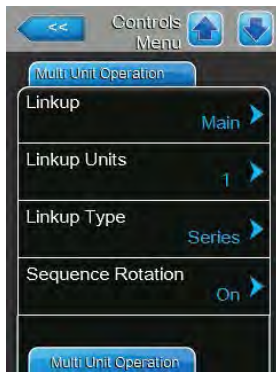 <<
Controls
Menu
Multi Unit Operation
Linkup
Main
Linkup Units
1
Linkup Type
Series
Sequence Rotation
On
Multi Unit Operation